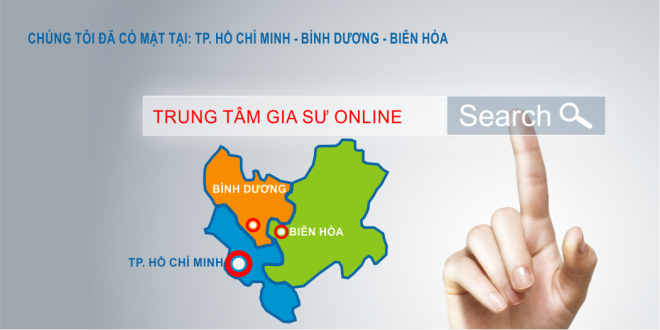 CHÚNG TÔI ĐÃ CÓ MẶT TẠI: TP. HỒ CHÍ MINH - BÌNH DƯƠNG - BIÊN HÒA
TRUNG TÂM GIA SƯ ONLINE
Search
BÌNH DƯƠNG
BIÊN HÒA
TP. HỒ CHÍ MINH